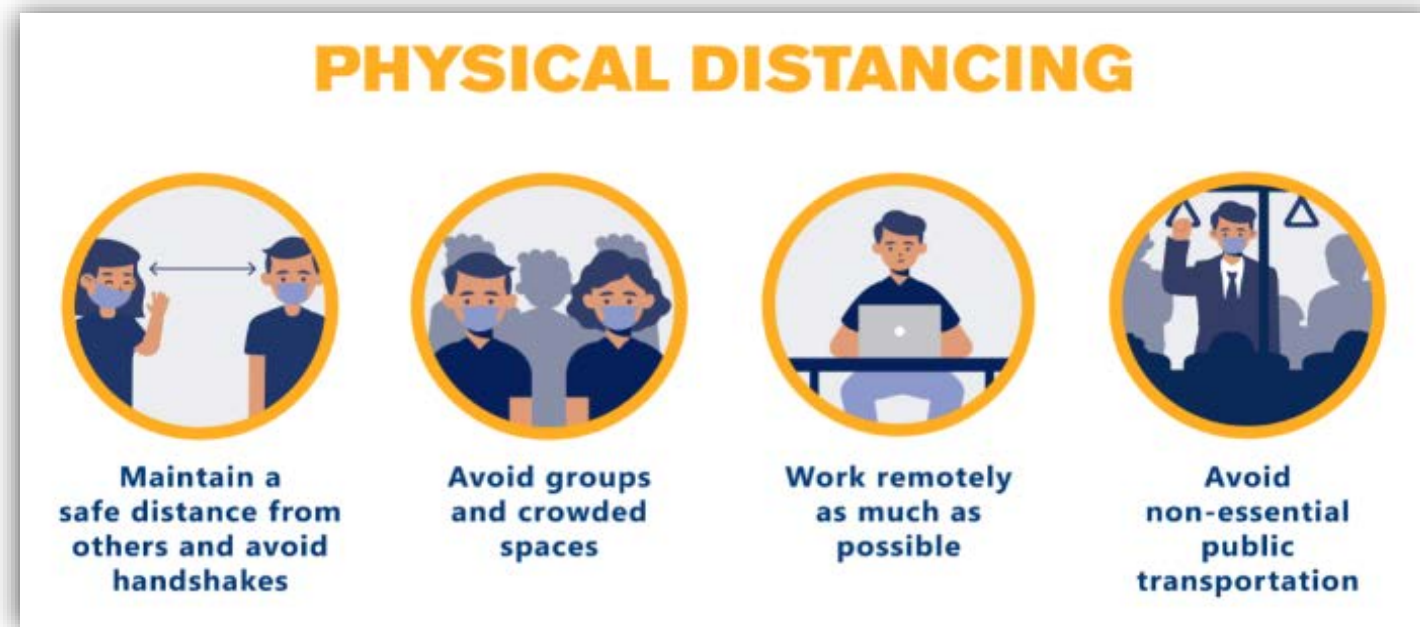 PHYSICAL DISTANCING
Maintain a
safe distance from
others and avoid
handshakes
Avoid groups
and crowded
spaces
Work remotely
as much as
possible
Avoid
non-essential
public
transportation